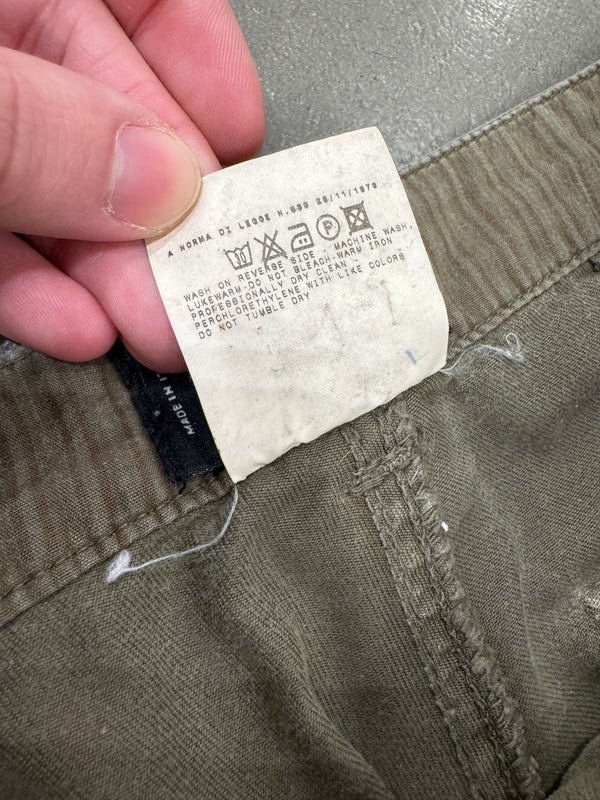 A NORMA DI LEGGE N.883 26/11/1973
P
WASH ON REVERSE SIDE - MACHINE WASH,
LUKEWARM-DO NOT BLEACH-WARM IRON
PROFESSIONALLY DRY CLEAN -
PERCHLORETHYLENE WITH LIKE COLORS
DO NOT TUMBLE DRY
MADE IN